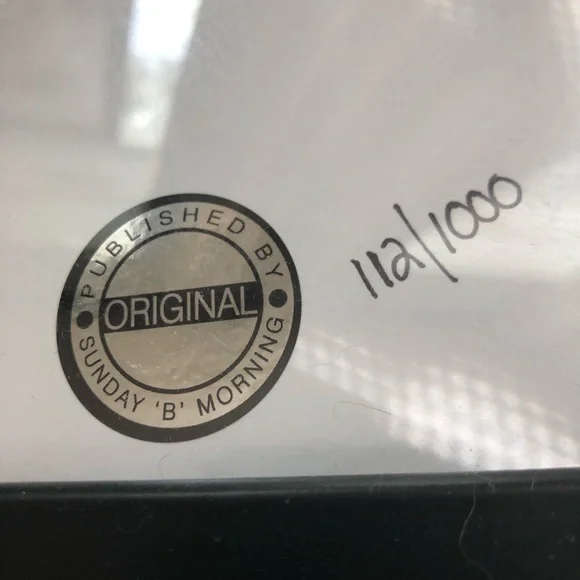 PUBLISHED BY
ORIGINAL
SUNDAY 'B' MORNING
112/1000